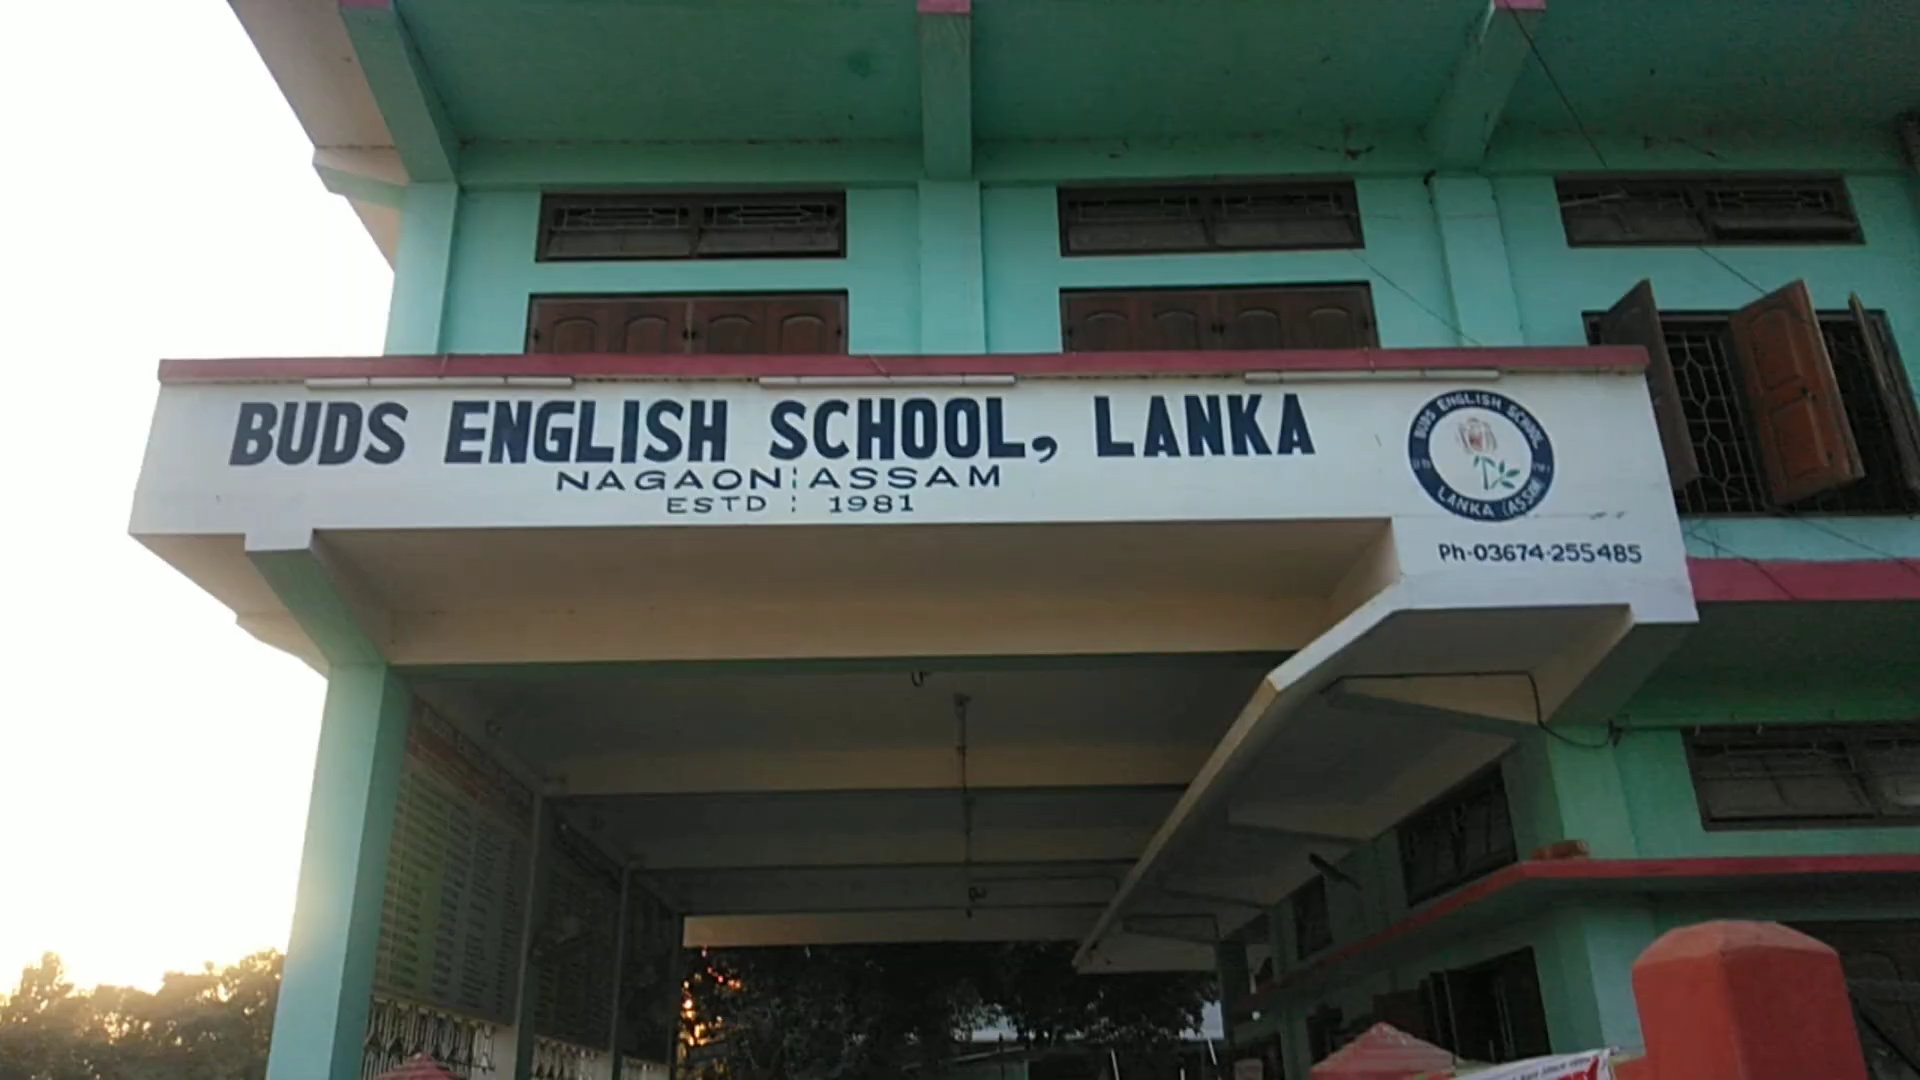 BUDS ENGLISH SCHOOL, LANKA
NAGAON : ASSAM
ESTD : 1981
BUDS ENGLISH SCHOOL
LANKA (ASSAM
Ph-03674-255485